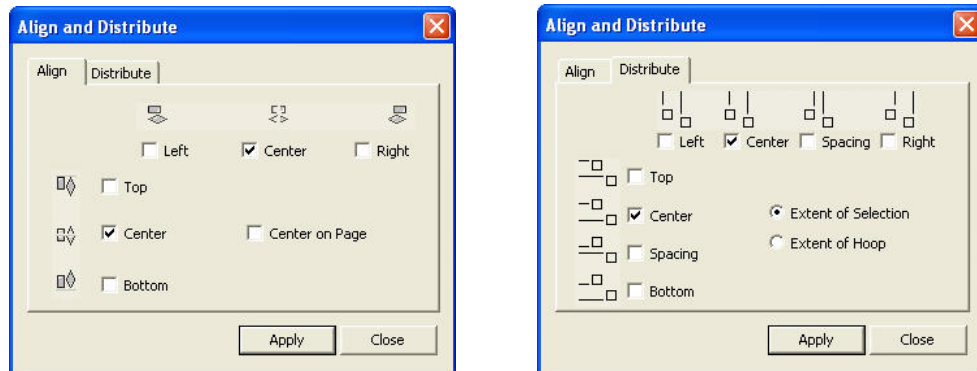 Align and Distribute
Align Distribute
Left Center Right
Top
Center Center on Page
Bottom
Apply Close
Align and Distribute
Align Distribute
Left Center Spacing Right
Top
Center Extent of Selection
Spacing Extent of Hoop
Bottom
Apply Close